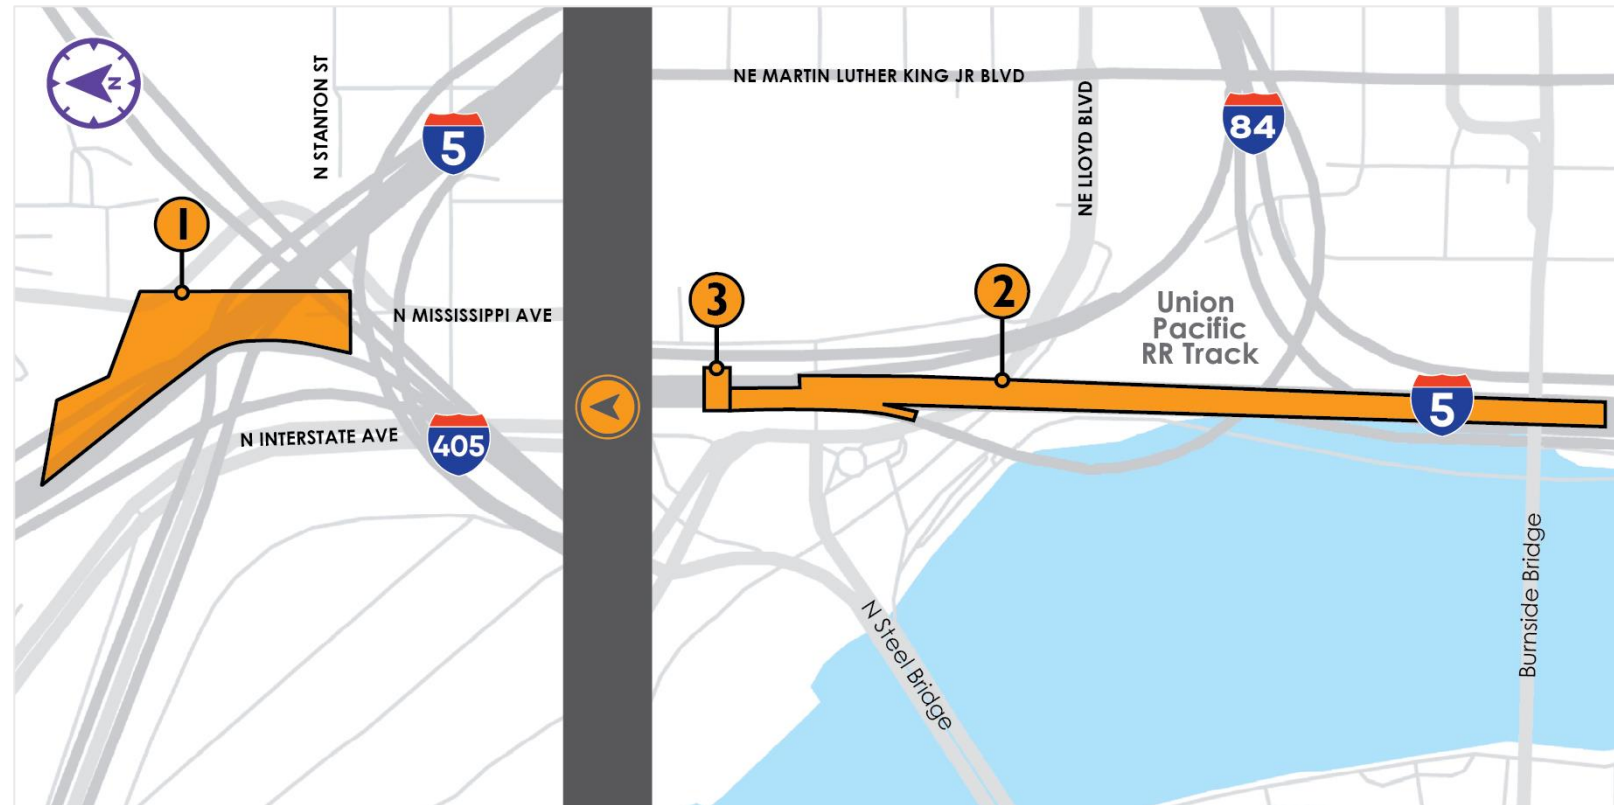 N
N STANTON ST
5
1
N MISSISSIPPI AVE
N INTERSTATE AVE
405
NE MARTIN LUTHER KING JR BLVD
NE LLOYD BLVD
84
3
2
Union
Pacific
RR Track
5
N Steel Bridge
Burnside Bridge